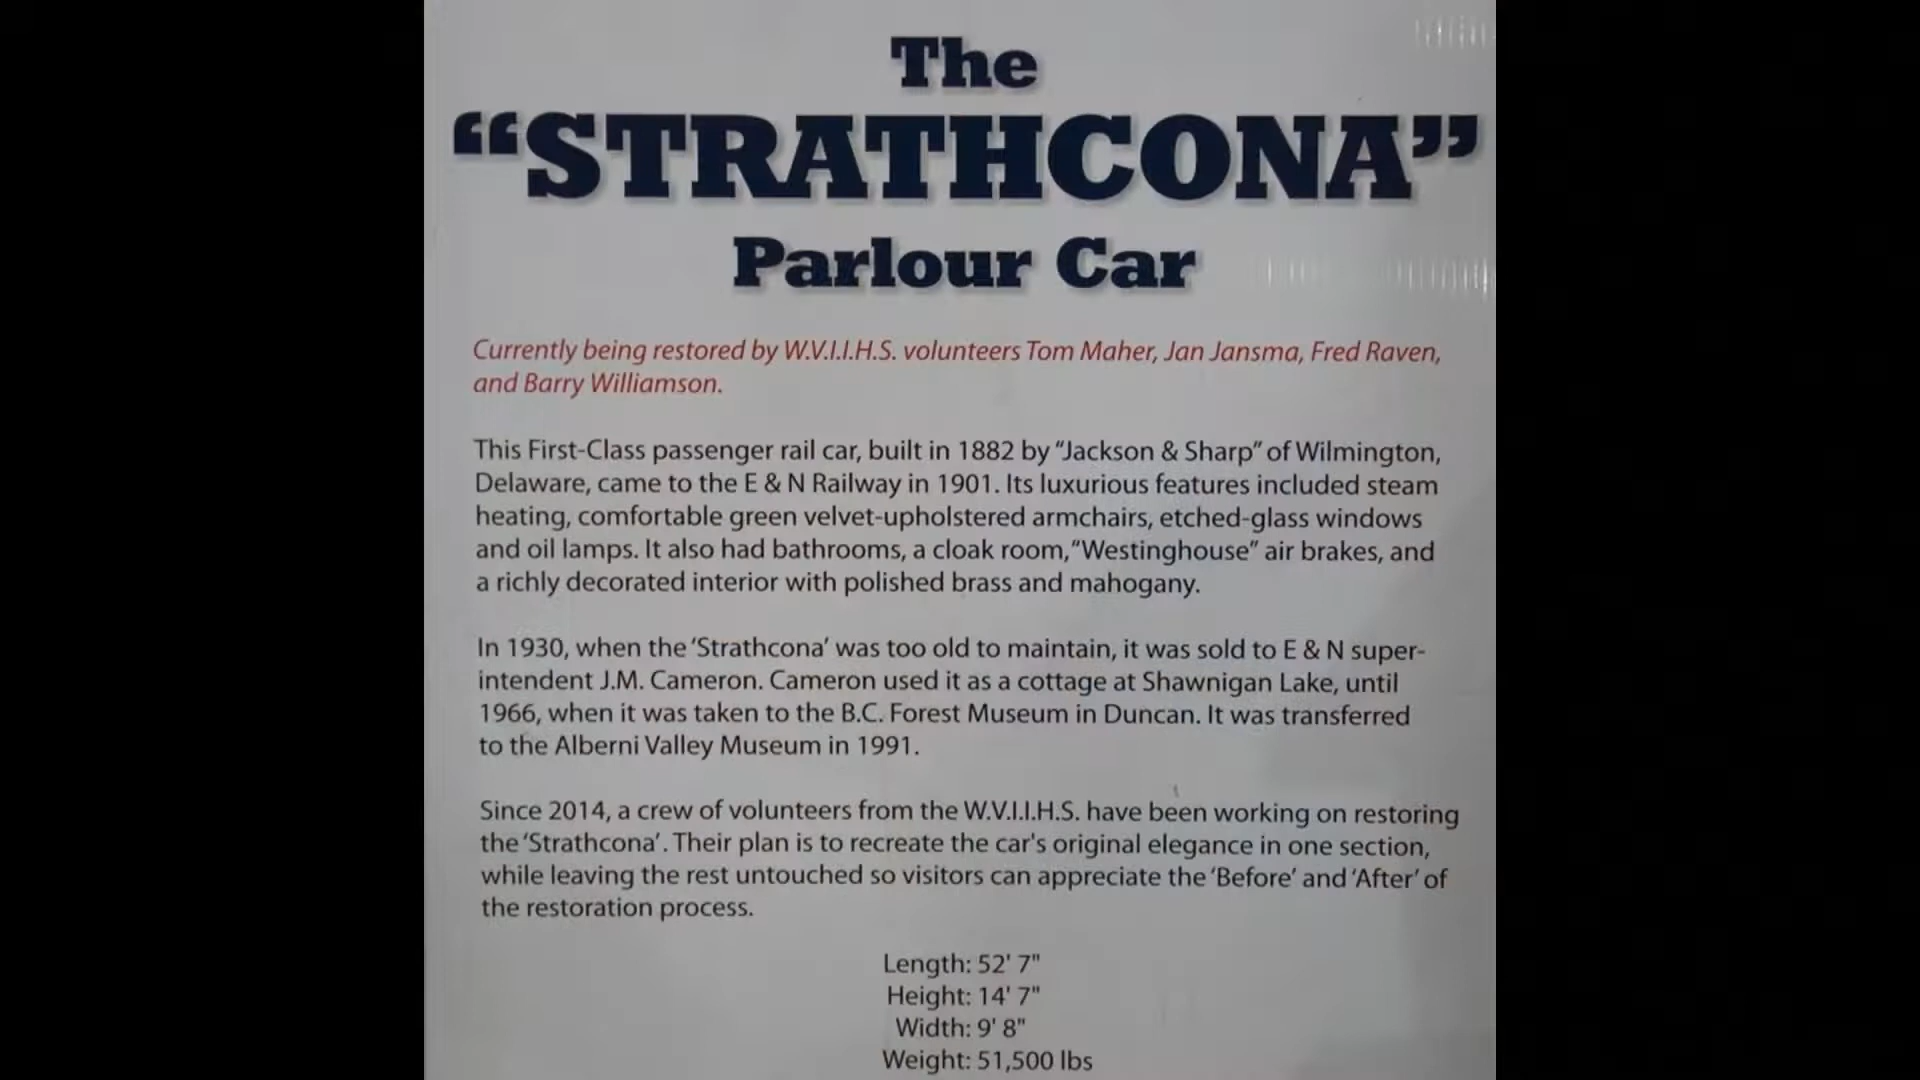 The
“STRATHCONA”
Parlour Car
Currently being restored by W.V.I.I.H.S. volunteers Tom Maher, Jan Jansma, Fred Raven,
and Barry Williamson.
This First-Class passenger rail car, built in 1882 by “Jackson & Sharp” of Wilmington,
Delaware, came to the E & N Railway in 1901. Its luxurious features included steam
heating, comfortable green velvet-upholstered armchairs, etched-glass windows
and oil lamps. It also had bathrooms, a cloak room, “Westinghouse” air brakes, and
a richly decorated interior with polished brass and mahogany.
In 1930, when the ‘Strathcona’ was too old to maintain, it was sold to E & N super-
intendent J.M. Cameron. Cameron used it as a cottage at Shawnigan Lake, until
1966, when it was taken to the B.C. Forest Museum in Duncan. It was transferred
to the Alberni Valley Museum in 1991.
Since 2014, a crew of volunteers from the W.V.I.I.H.S. have been working on restoring
the ‘Strathcona’. Their plan is to recreate the car's original elegance in one section,
while leaving the rest untouched so visitors can appreciate the ‘Before’ and ‘After’ of
the restoration process.
Length: 52' 7"
Height: 14' 7"
Width: 9' 8"
Weight: 51,500 lbs